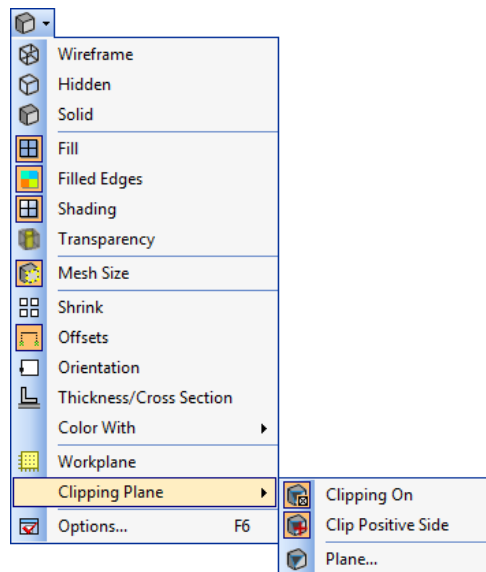 Wireframe
Hidden
Solid
Fill
Filled Edges
Shading
Transparency
Mesh Size
Shrink
Offsets
Orientation
Thickness/Cross Section
Color With
Workplane
Clipping Plane
Clipping On
Options... F6
Clip Positive Side
Plane...